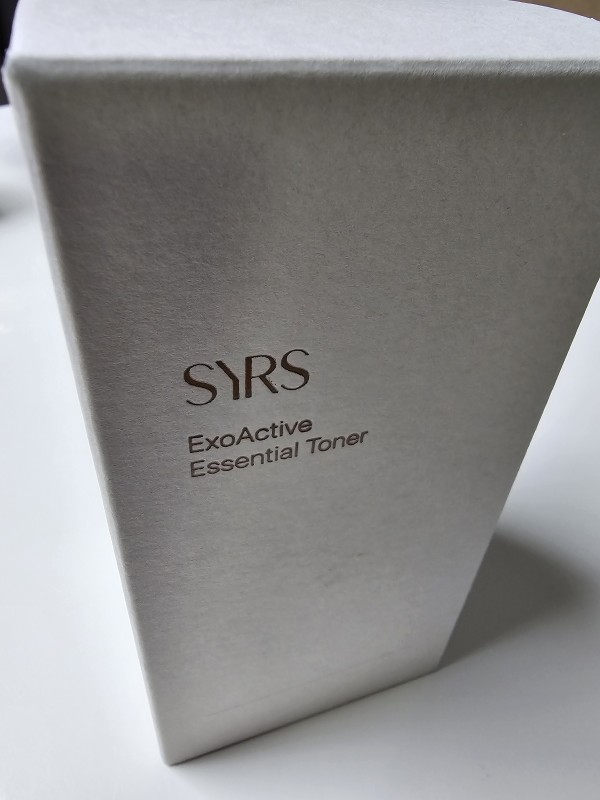 SYRS
ExoActive
Essential Toner